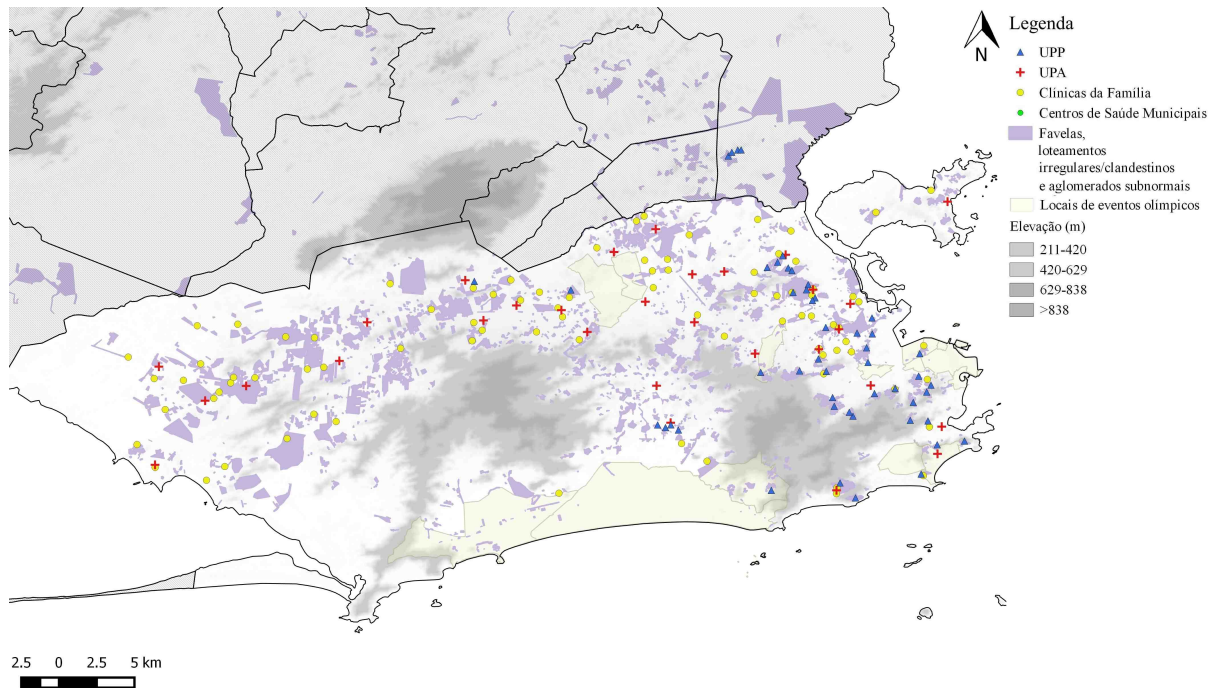 Legenda
N
UPP
UPA
Clínicas da Família
Centros de Saúde Municipais
Favelas,
loteamentos
irregulares/clandestinos
e aglomerados subnormais
Locais de eventos olímpicos
Elevação (m)
211-420
420-629
629-838
>838
2.5 0 2.5 5 km